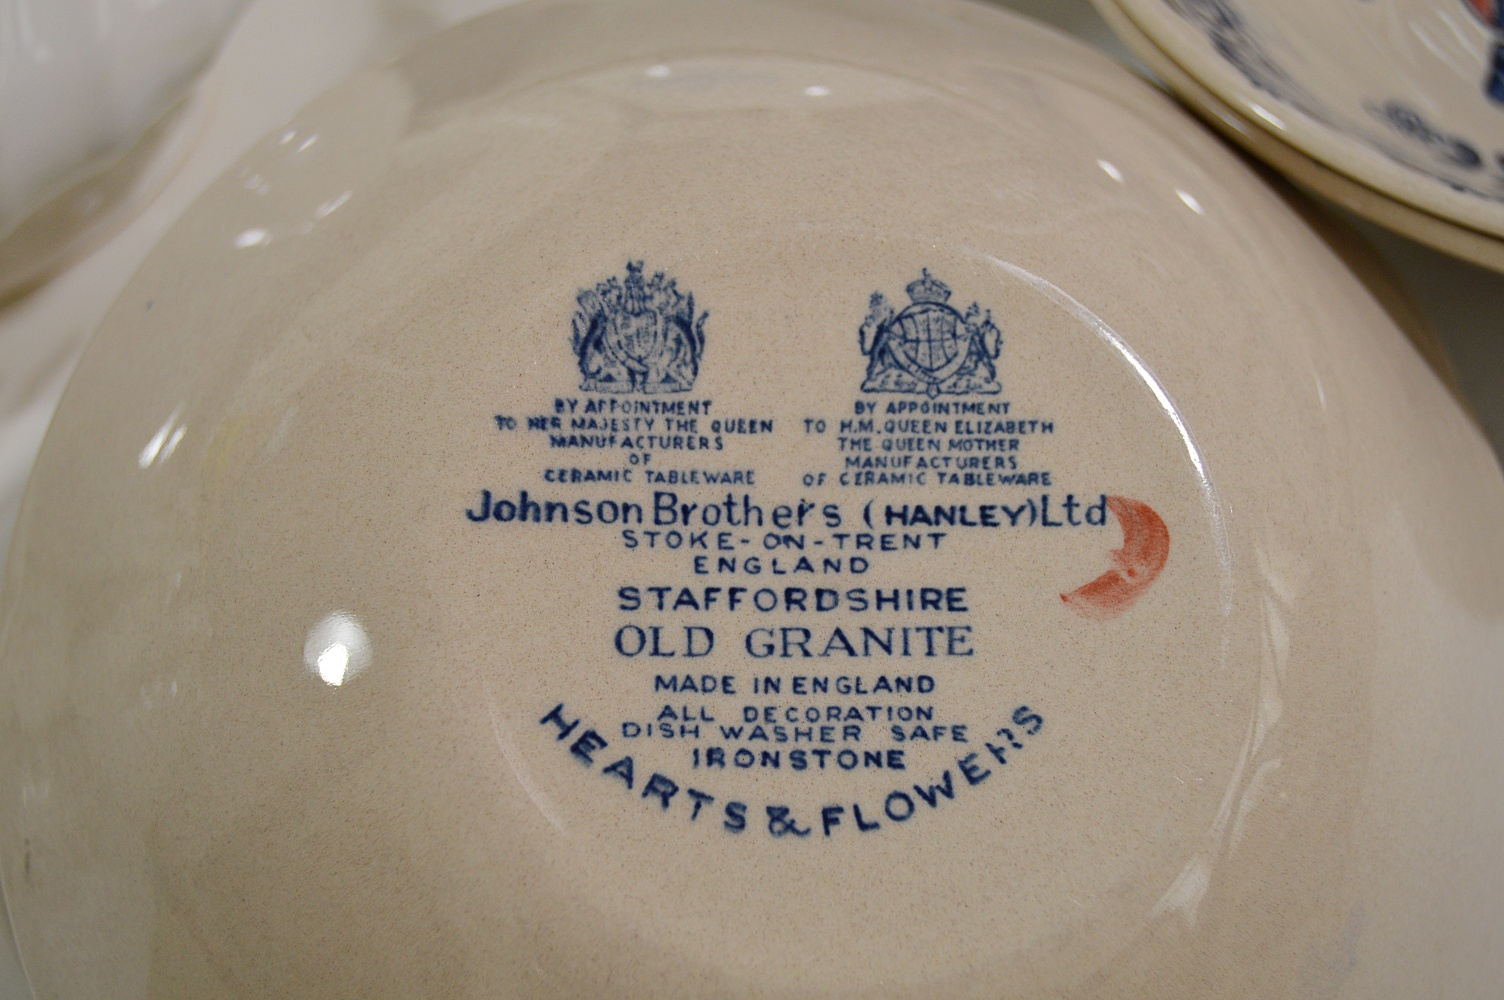 BY APPOINTMENT
TO HER MAJESTY THE QUEEN
MANUFACTURERS
OF
CERAMIC TABLEWARE
BY APPOINTMENT
TO H.M. QUEEN ELIZABETH
THE QUEEN MOTHER
MANUFACTURERS
OF CERAMIC TABLEWARE
Johnson Brothers (HANLEY) Ltd
STOKE-ON-TRENT
ENGLAND
STAFFORDSHIRE
OLD GRANITE
MADE IN ENGLAND
ALL DECORATION
DISH WASHER SAFE
IRONSTONE
HEARTS & FLOWERS